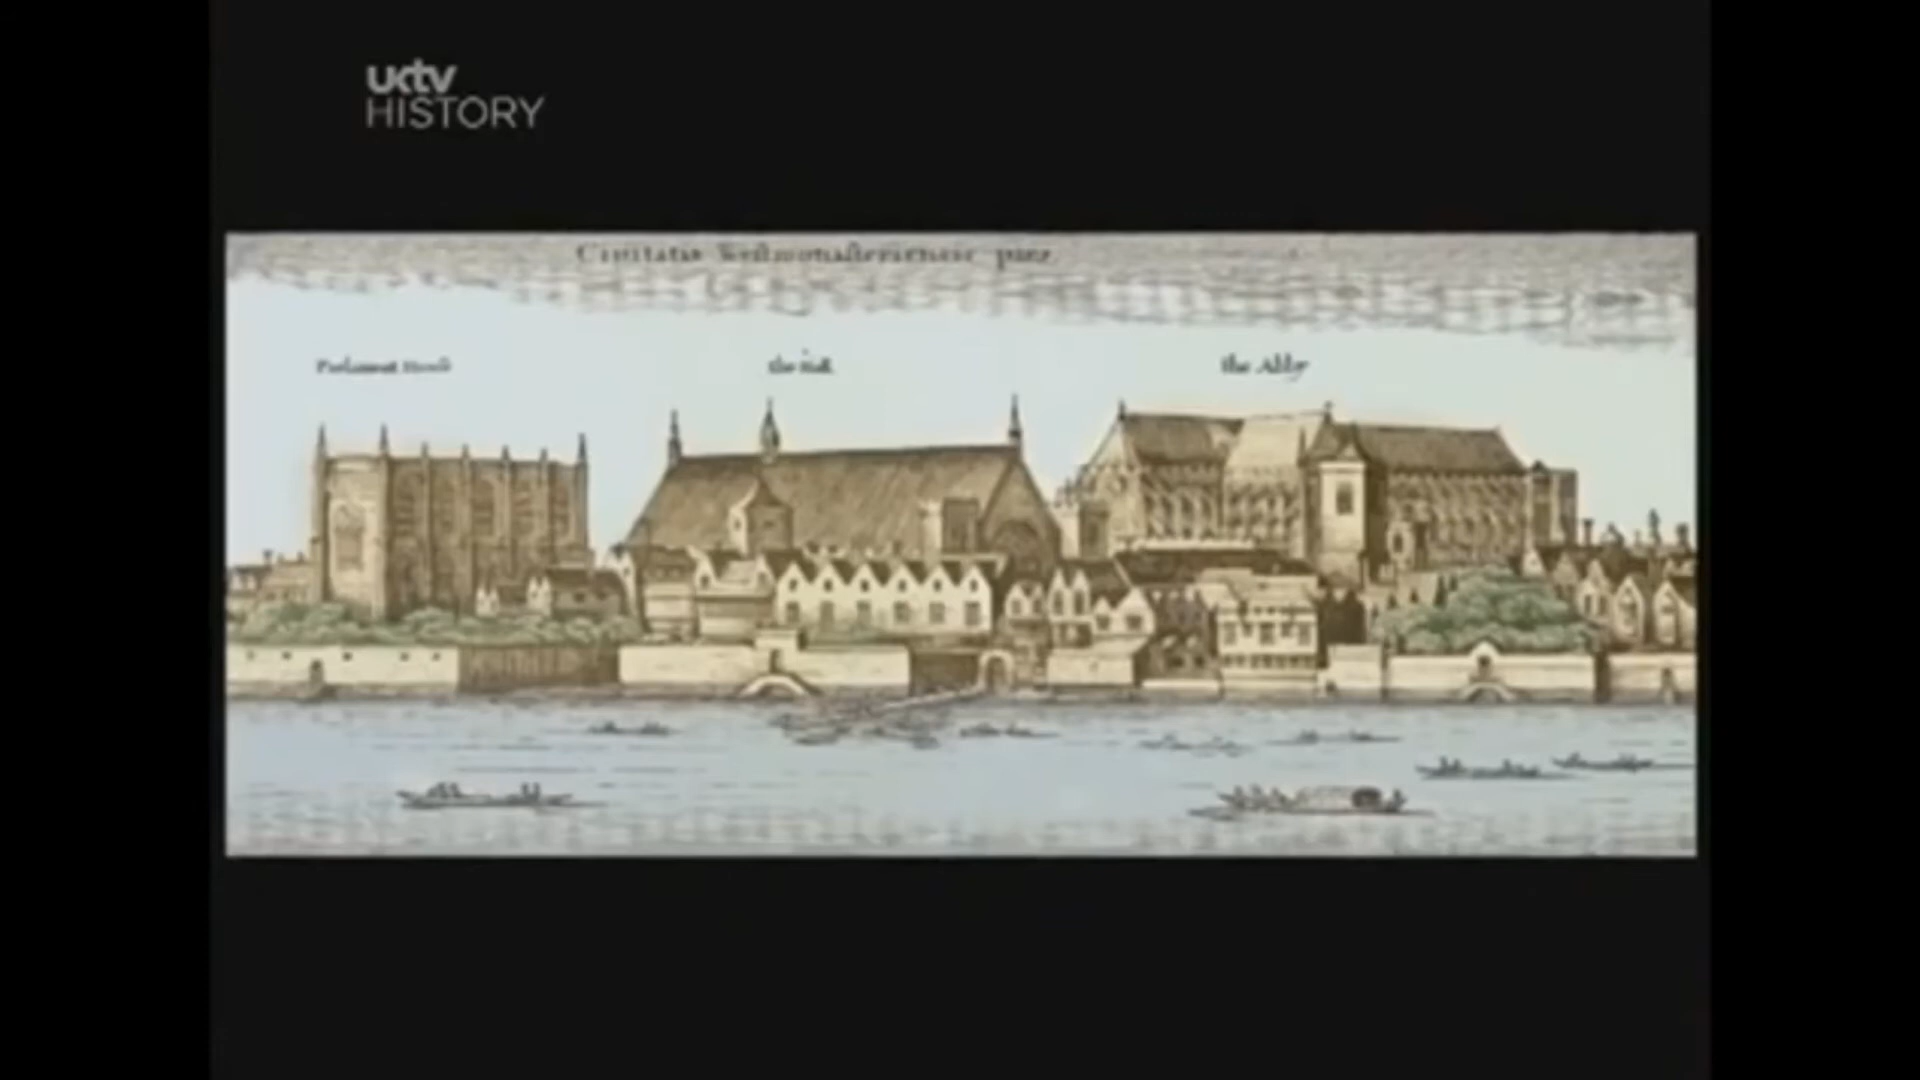 uktv
HISTORY
Civitatis Westmonasteriensis pars
Parlament House
the Hall
the Abby